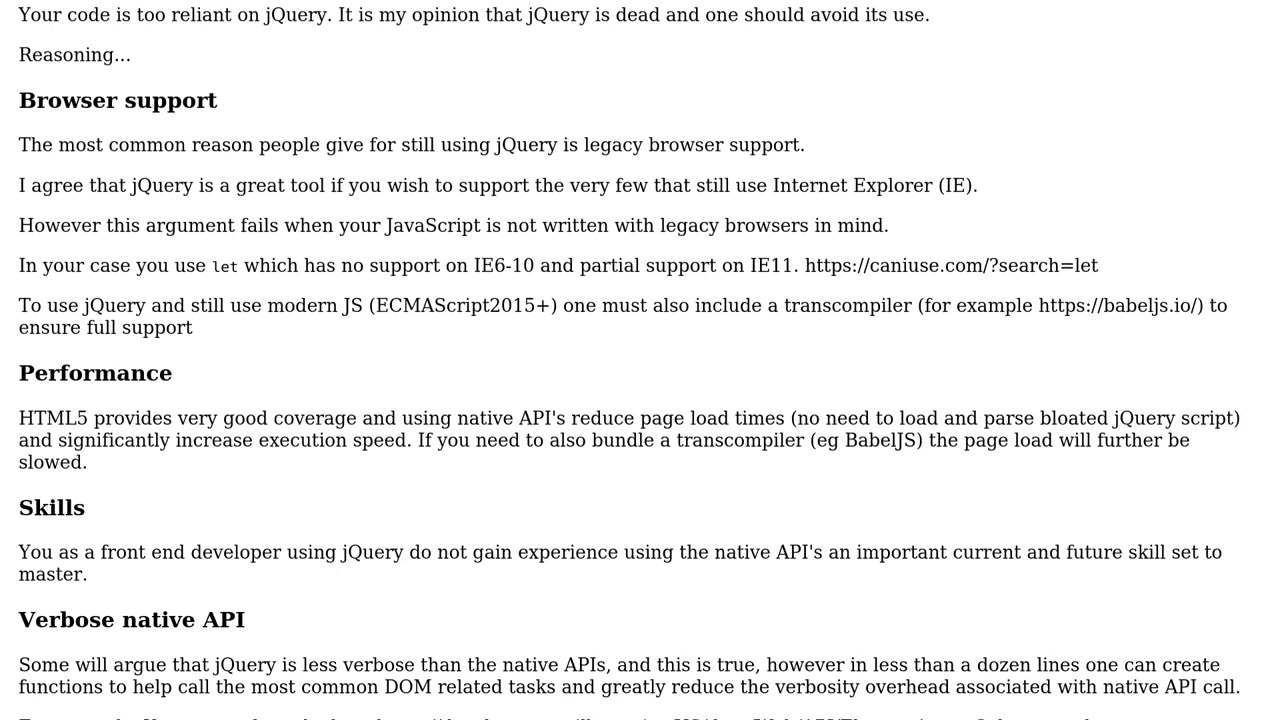 Your code is too reliant on jQuery. It is my opinion that jQuery is dead and one should avoid its use.
Reasoning...
Browser support
The most common reason people give for still using jQuery is legacy browser support.
I agree that jQuery is a great tool if you wish to support the very few that still use Internet Explorer (IE).
However this argument fails when your JavaScript is not written with legacy browsers in mind.
In your case you use let which has no support on IE6-10 and partial support on IE11. https://caniuse.com/?search=let
To use jQuery and still use modern JS (ECMAScript2015+) one must also include a transcompiler (for example https://babeljs.io/) to
ensure full support
Performance
HTML5 provides very good coverage and using native API's reduce page load times (no need to load and parse bloated jQuery script)
and significantly increase execution speed. If you need to also bundle a transcompiler (eg BabelJS) the page load will further be
slowed.
Skills
You as a front end developer using jQuery do not gain experience using the native API's an important current and future skill set to
master.
Verbose native API
Some will argue that jQuery is less verbose than the native APIs, and this is true, however in less than a dozen lines one can create
functions to help call the most common DOM related tasks and greatly reduce the verbosity overhead associated with native API call.